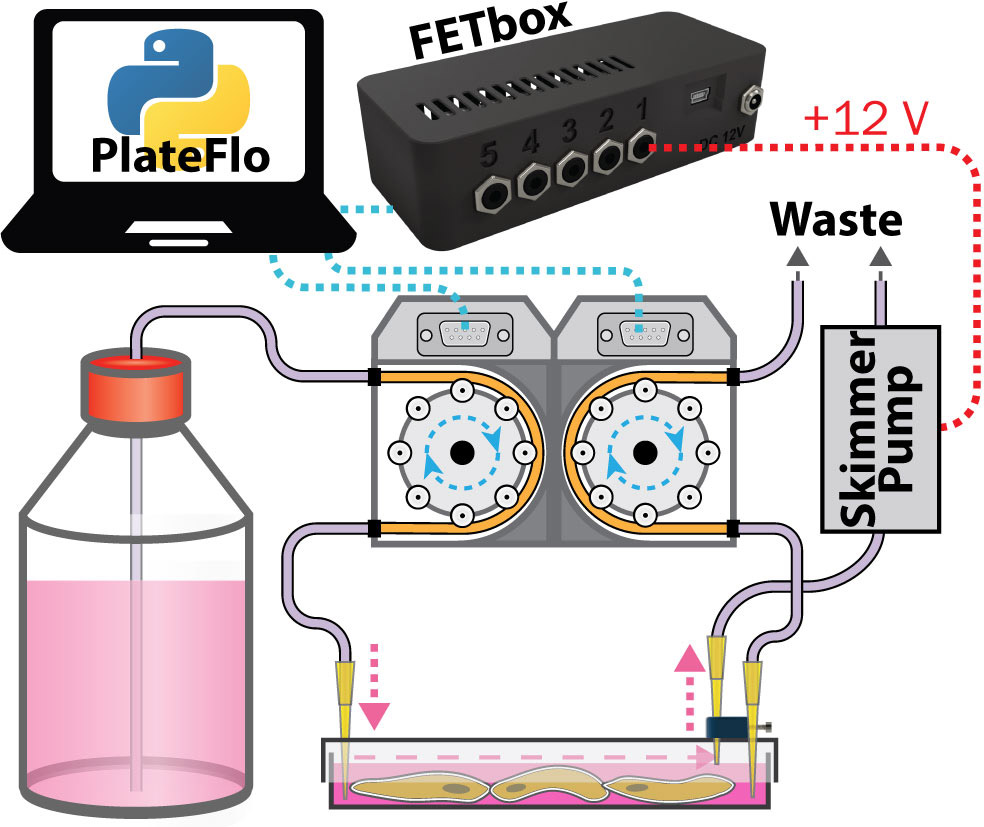 FETbox
PlateFlo
5 4 3 2 1
DC 12V
+12 V
Waste
Skimmer
Pump